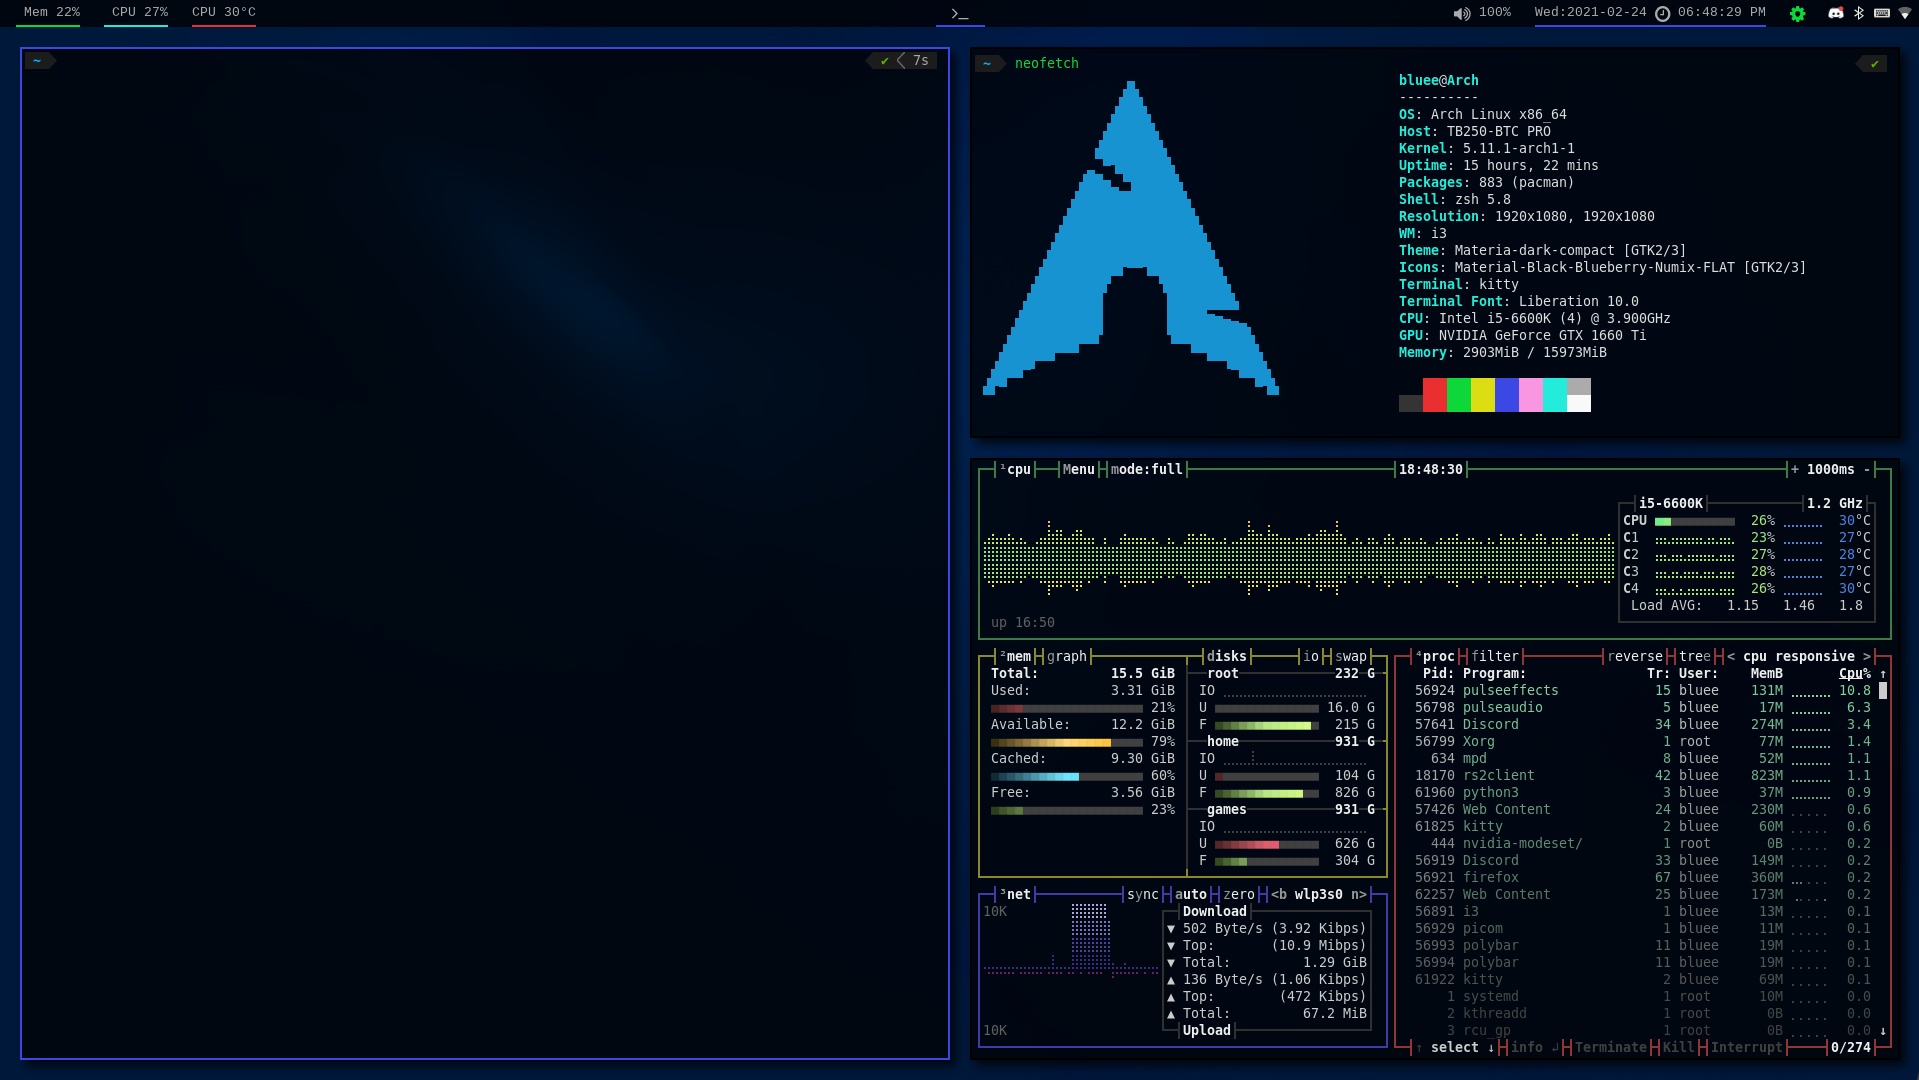 Mem 22% CPU 27% CPU 30°C >_ 100% Wed:2021-02-24 06:48:29 PM
~ ✔ 7s
~ neofetch ✔
bluee@Arch
----------
OS: Arch Linux x86_64
Host: TB250-BTC PRO
Kernel: 5.11.1-arch1-1
Uptime: 15 hours, 22 mins
Packages: 883 (pacman)
Shell: zsh 5.8
Resolution: 1920x1080, 1920x1080
WM: i3
Theme: Materia-dark-compact [GTK2/3]
Icons: Material-Black-Blueberry-Numix-FLAT [GTK2/3]
Terminal: kitty
Terminal Font: Liberation 10.0
CPU: Intel i5-6600K (4) @ 3.900GHz
GPU: NVIDIA GeForce GTX 1660 Ti
Memory: 2903MiB / 15973MiB
¹cpu Menu mode:full 18:48:30 + 1000ms -
i5-6600K 1.2 GHz
CPU 26% 30°C
C1 23% 27°C
C2 27% 28°C
C3 28% 27°C
C4 26% 30°C
Load AVG: 1.15 1.46 1.8
up 16:50
²mem graph
Total: 15.5 GiB
Used: 3.31 GiB
21%
Available: 12.2 GiB
79%
Cached: 9.30 GiB
60%
Free: 3.56 GiB
23%
disks io swap
root 232 G
IO
U 16.0 G
F 215 G
home 931 G
IO
U 104 G
F 826 G
games 931 G
IO
U 626 G
F 304 G
³net sync auto zero <b wlp3s0 n>
10K
Download
▼ 502 Byte/s (3.92 Kibps)
▼ Top: (10.9 Mibps)
▼ Total: 1.29 GiB
▲ 136 Byte/s (1.06 Kibps)
▲ Top: (472 Kibps)
▲ Total: 67.2 MiB
Upload
10K
⁴proc filter reverse tree < cpu responsive >
Pid: Program: Tr: User: MemB Cpu% ↑
56924 pulseeffects 15 bluee 131M 10.8
56798 pulseaudio 5 bluee 17M 6.3
57641 Discord 34 bluee 274M 3.4
56799 Xorg 1 root 77M 1.4
634 mpd 8 bluee 52M 1.1
18170 rs2client 42 bluee 823M 1.1
61960 python3 3 bluee 37M 0.9
57426 Web Content 24 bluee 230M 0.6
61825 kitty 2 bluee 60M 0.6
444 nvidia-modeset/ 1 root 0B 0.2
56919 Discord 33 bluee 149M 0.2
56921 firefox 67 bluee 360M 0.2
62257 Web Content 25 bluee 173M 0.2
56891 i3 1 bluee 13M 0.1
56929 picom 1 bluee 11M 0.1
56993 polybar 11 bluee 19M 0.1
56994 polybar 11 bluee 19M 0.1
61922 kitty 2 bluee 69M 0.1
1 systemd 1 root 10M 0.0
2 kthreadd 1 root 0B 0.0
3 rcu_gp 1 root 0B 0.0 ↓
↑ select ↓ info ↲ Terminate Kill Interrupt 0/274